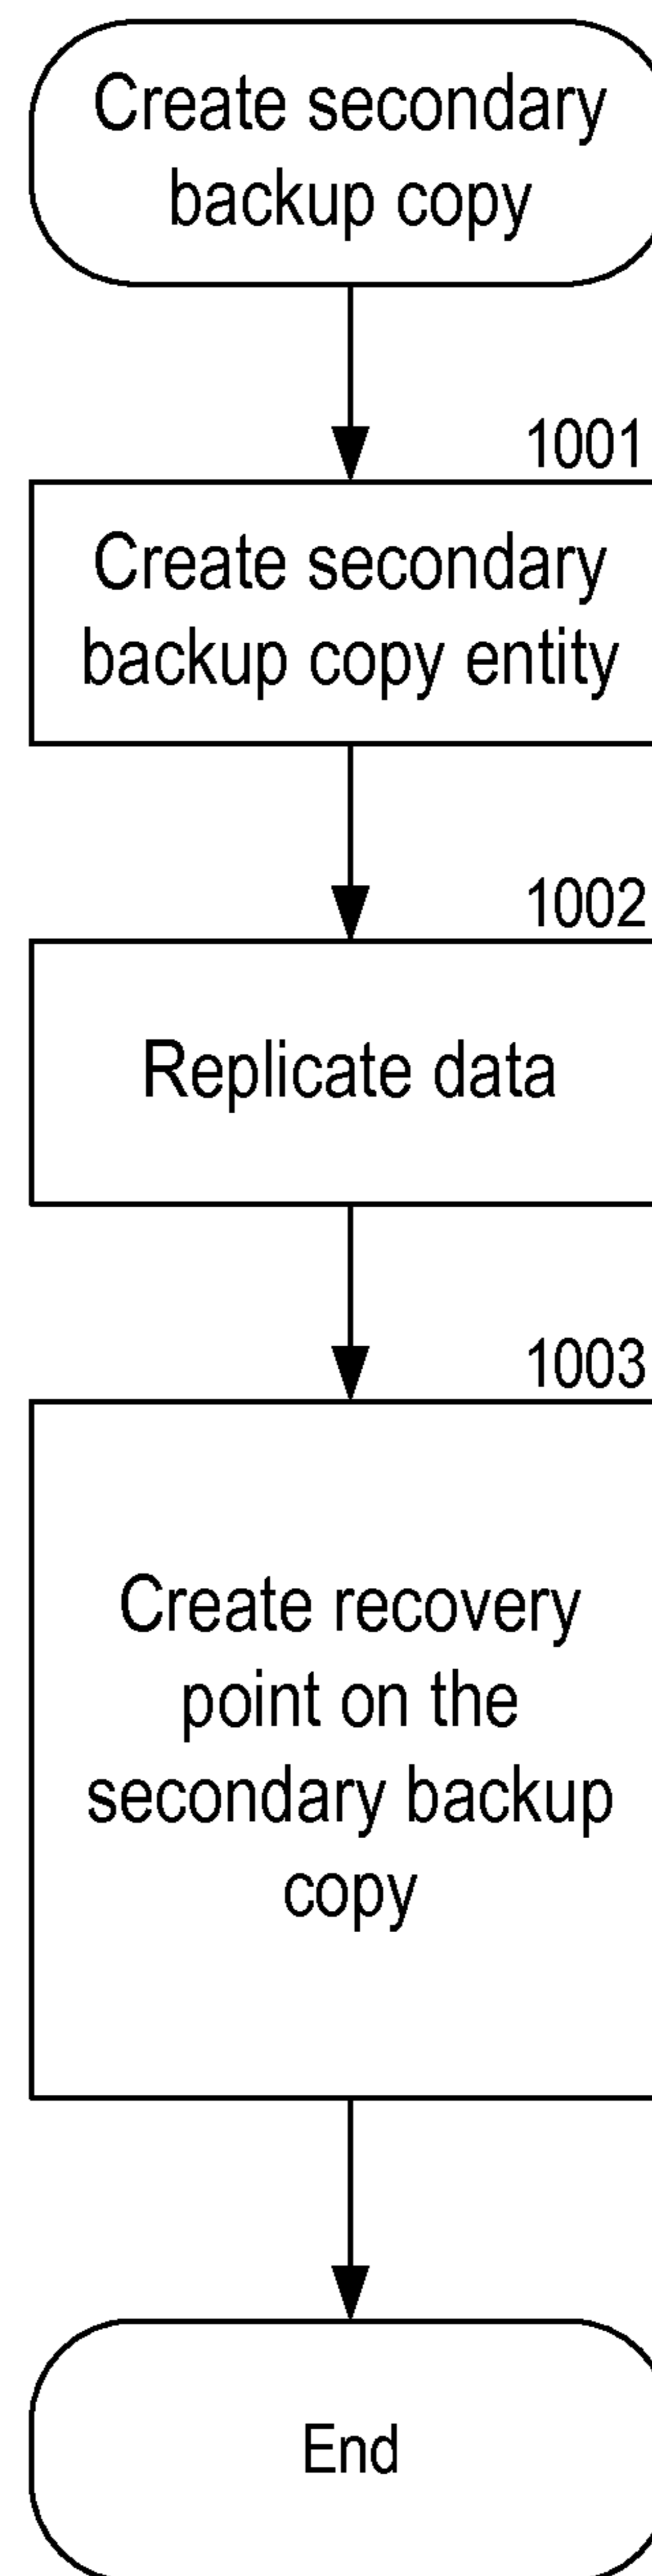 Create secondary
backup copy
1001
Create secondary
backup copy entity
1002
Replicate data
1003
Create recovery
point on the
secondary backup
copy
End